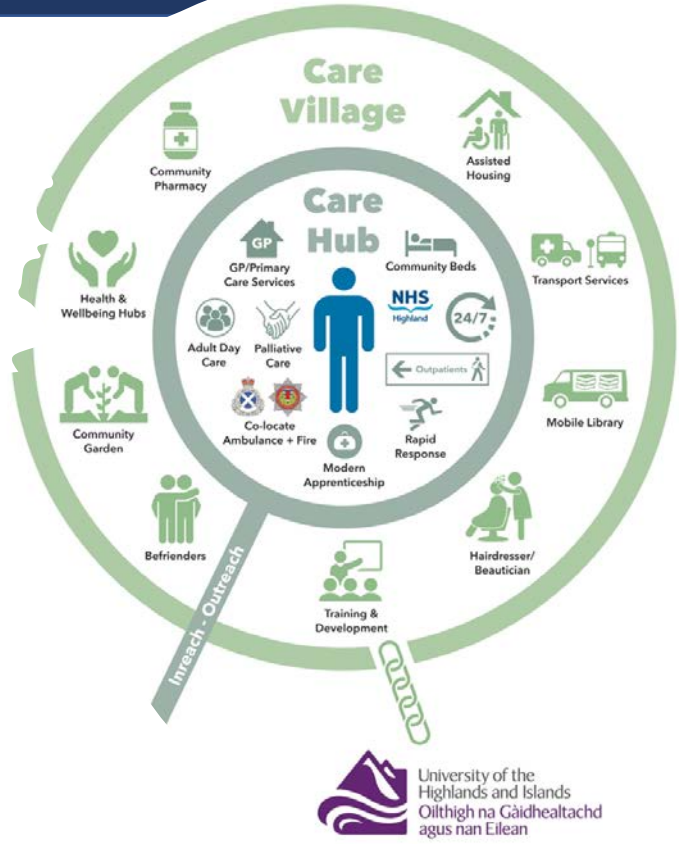 Care
Village
Community
Pharmacy
Assisted
Housing
Care
Hub
GP
GP/Primary
Care Services
Community Beds
Transport Services
Health &
Wellbeing Hubs
NHS
Highland
24/7
Adult Day
Care
Palliative
Care
Outpatients
Co-locate
Ambulance + Fire
Rapid
Response
Mobile Library
Community
Garden
Modern
Apprenticeship
Befrienders
Hairdresser/
Beautician
Training &
Development
Inreach - Outreach
University of the
Highlands and Islands
Oilthigh na Gàidhealtachd
agus nan Eilean